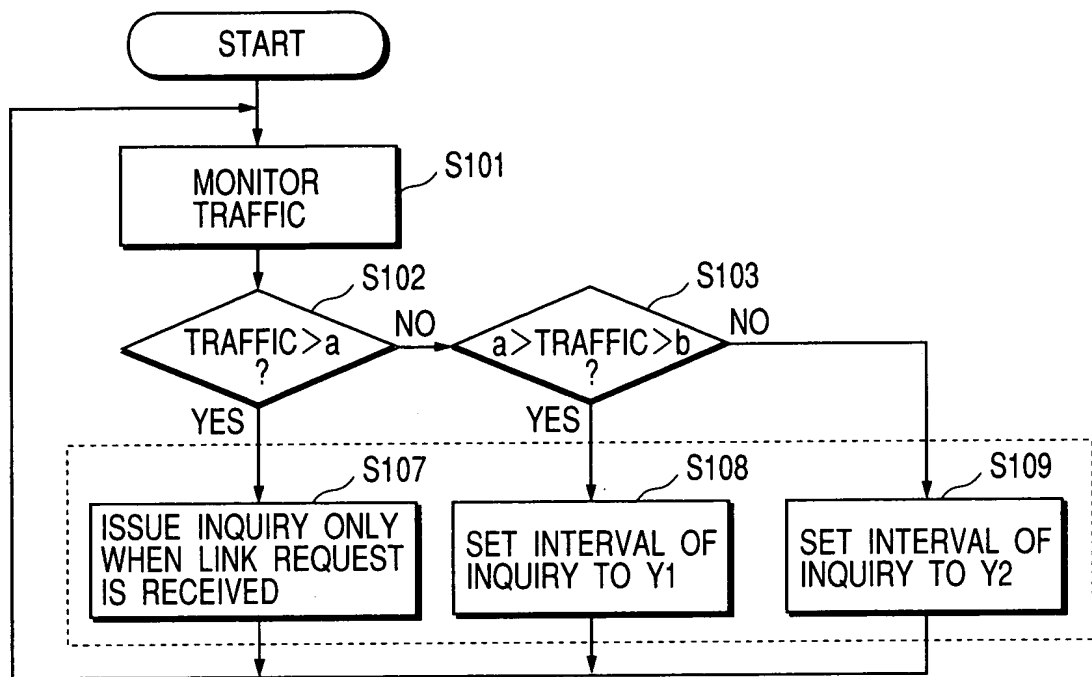 START
MONITOR
TRAFFIC
S101
TRAFFIC>a
?
S102
NO
YES
a>TRAFFIC>b
?
S103
NO
YES
S107
ISSUE INQUIRY ONLY
WHEN LINK REQUEST
IS RECEIVED
S108
SET INTERVAL OF
INQUIRY TO Y1
S109
SET INTERVAL OF
INQUIRY TO Y2